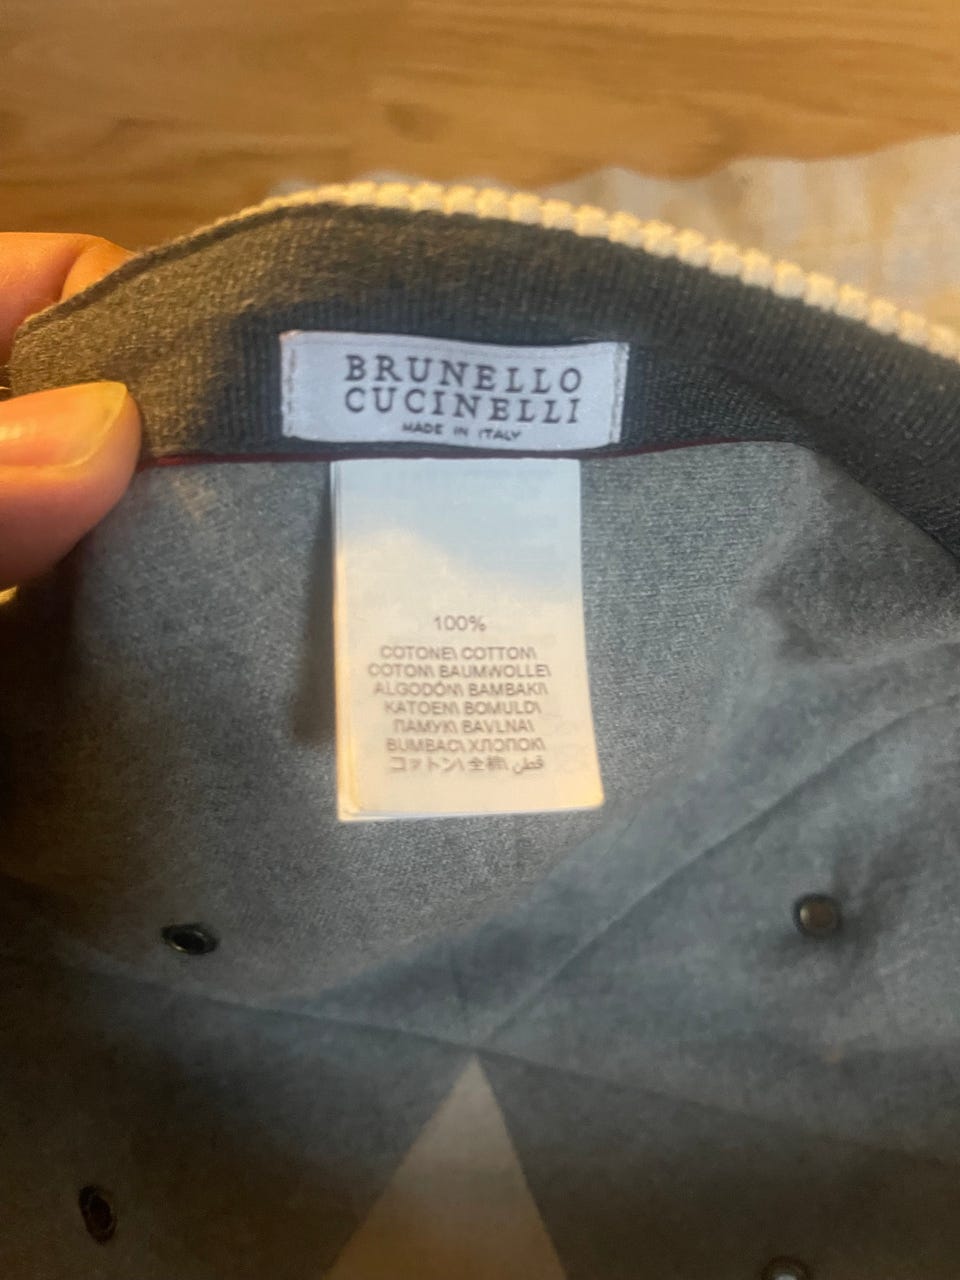 BRUNELLO
CUCINELLI
MADE IN ITALY
100%
COTONE\ COTTON\
COTON\ BAUMWOLLE\
ALGODÓN\ BAMBAKI\
KATOEN\ BOMULD\
ПАМУК\ BAVLNA\
BUMBAC\ ХЛОПОК\
コットン\ 全棉\ قطن